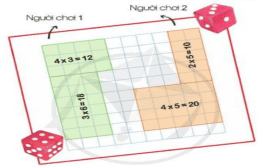 Người chơi 2
Người chơi 1
4 x 3 = 12
2 x 5 = 10
3 x 6 = 18
4 x 5 = 20